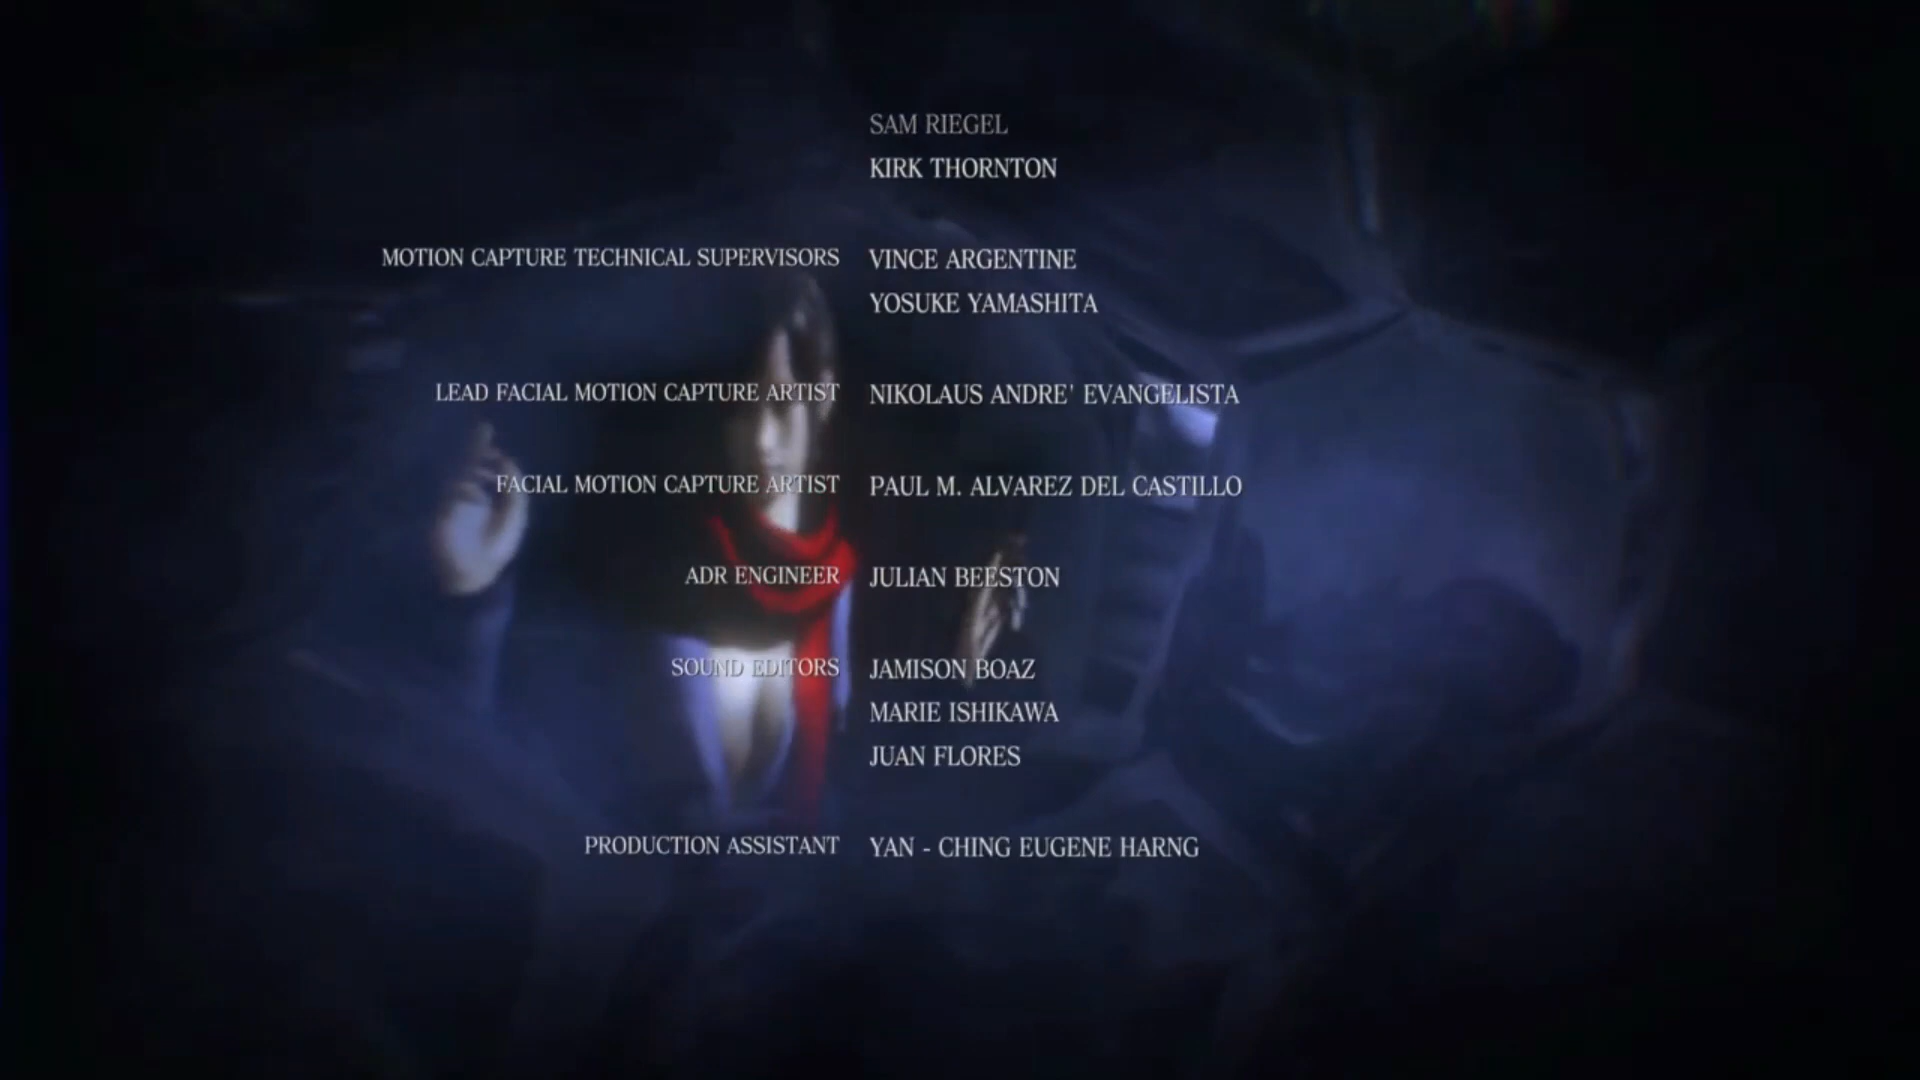 SAM RIEGEL
KIRK THORNTON
MOTION CAPTURE TECHNICAL SUPERVISORS VINCE ARGENTINE
YOSUKE YAMASHITA
LEAD FACIAL MOTION CAPTURE ARTIST NIKOLAUS ANDRE' EVANGELISTA
FACIAL MOTION CAPTURE ARTIST PAUL M. ALVAREZ DEL CASTILLO
ADR ENGINEER JULIAN BEESTON
SOUND EDITORS JAMISON BOAZ
MARIE ISHIKAWA
JUAN FLORES
PRODUCTION ASSISTANT YAN - CHING EUGENE HARNG